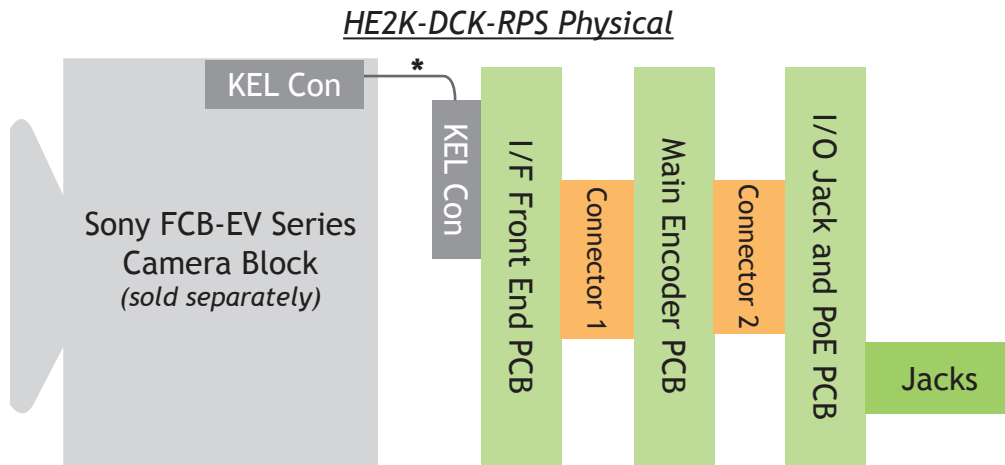 HE2K-DCK-RPS Physical
KEL Con
*
KEL Con
Sony FCB-EV Series
Camera Block
(sold separately)
I/F Front End PCB
Connector 1
Main Encoder PCB
Connector 2
I/O Jack and PoE PCB
Jacks